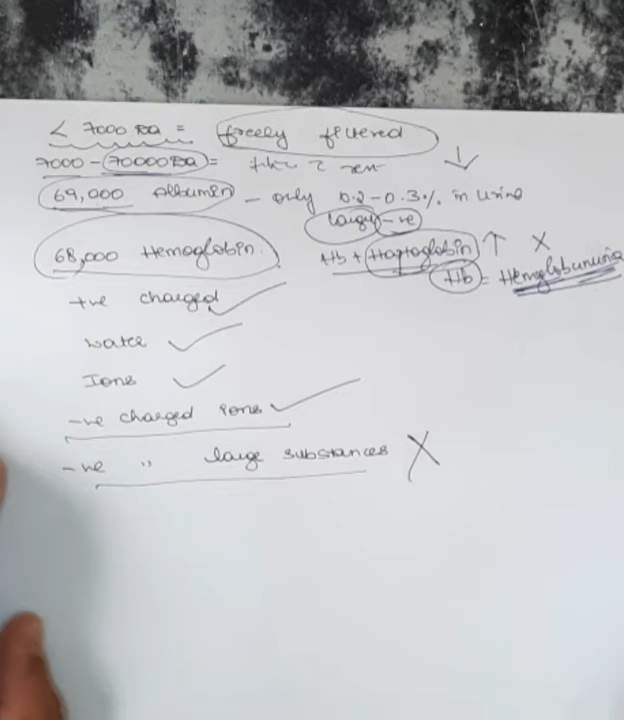 < 7000 Da = freely filtered
7000 - 70000 Da =
69,000 Albumin - only 0.2-0.3% in urine
largly -ve
68,000 Hemoglobin. Hb + Haptoglobin ↑ X
Hb = Hemoglobinuria
+ve charged ✓
water ✓
Ions ✓
-ve charged ions ✓
-ve " large substances X